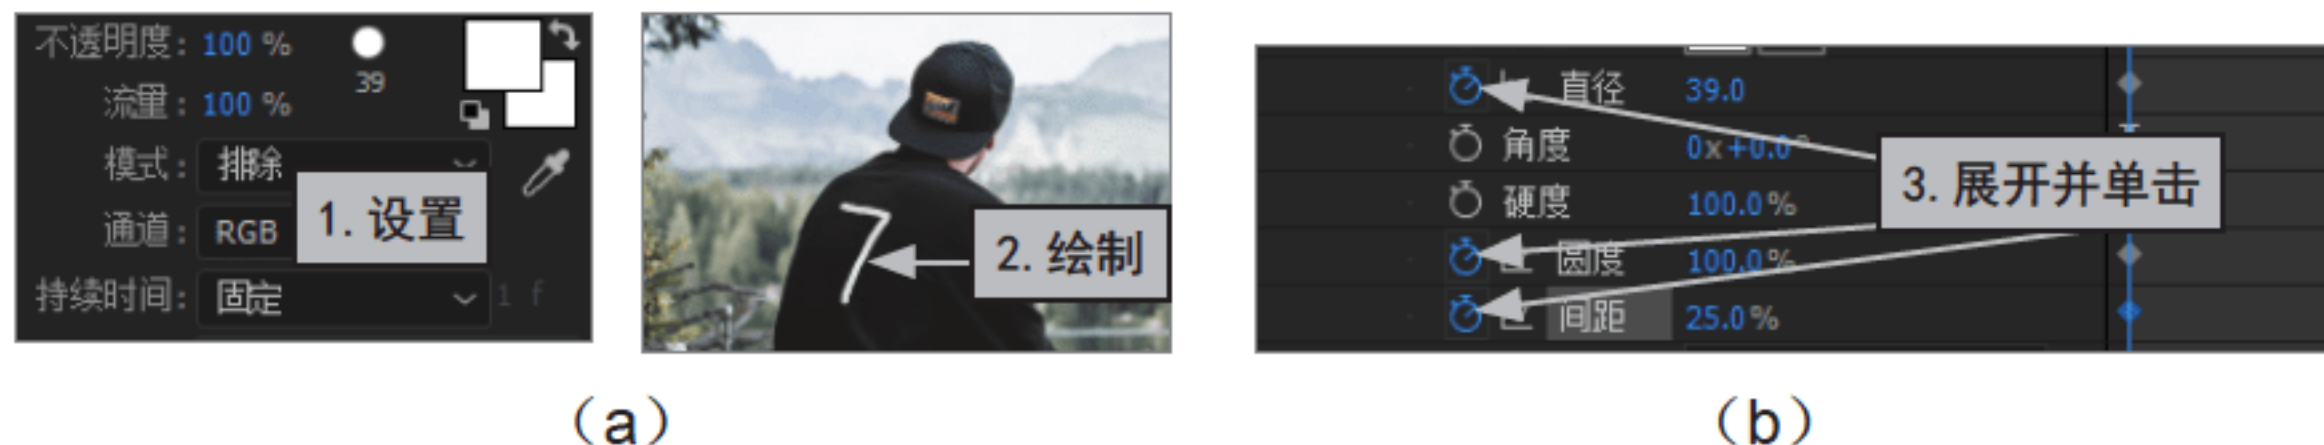 不透明度: 100 %
39
流量: 100 %
模式: 排除
通道: RGB
1. 设置
持续时间: 固定 1 f
7
2. 绘制
直径 39.0
角度 0x+0.0°
硬度 100.0%
3. 展开并单击
圆度 100.0%
间距 25.0%
(a)
(b)